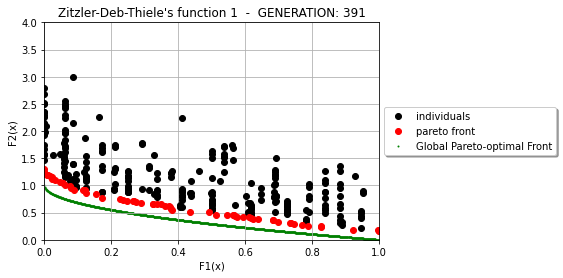 Zitzler-Deb-Thiele's function 1 - GENERATION: 391
4.0
3.5
3.0
2.5
2.0
1.5
1.0
0.5
0.0
F2(x)
0.0 0.2 0.4 0.6 0.8 1.0
F1(x)
individuals
pareto front
Global Pareto-optimal Front